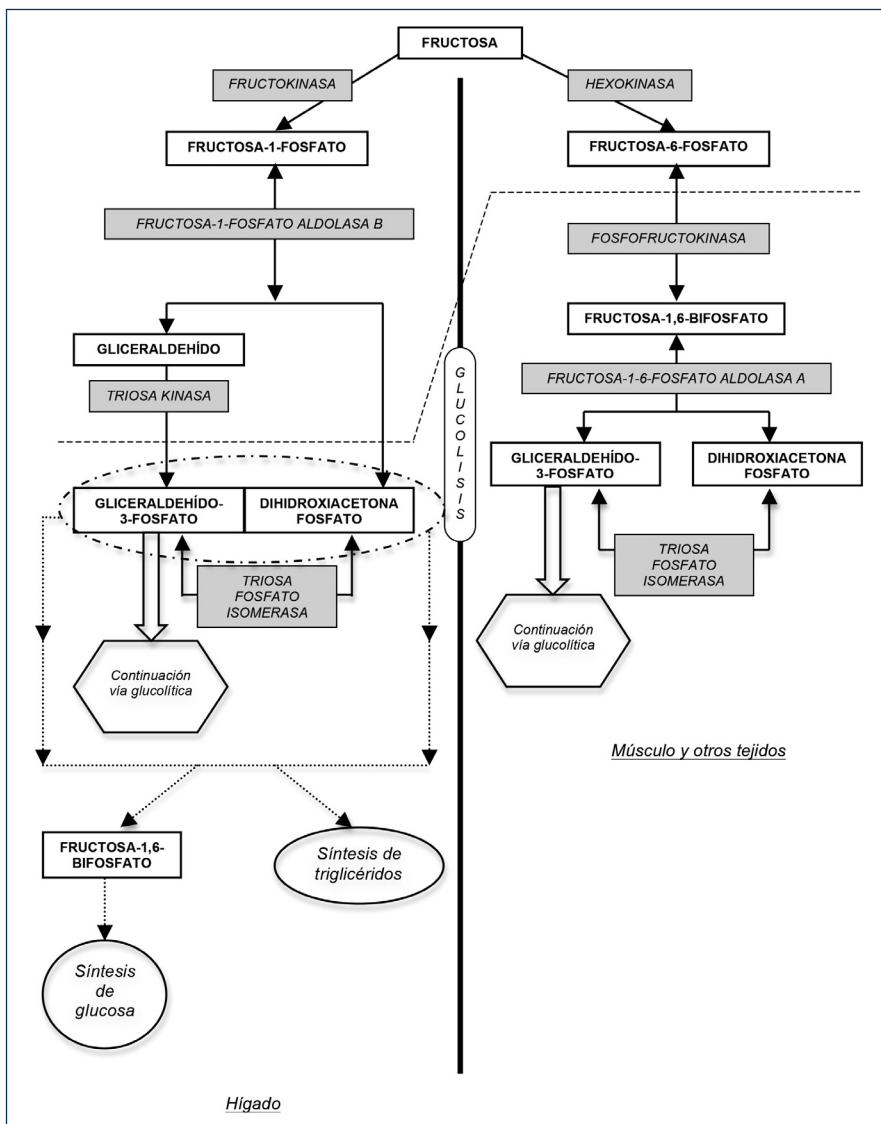 FRUCTOSA
FRUCTOKINASA
HEXOKINASA
FRUCTOSA-1-FOSFATO
FRUCTOSA-6-FOSFATO
FRUCTOSA-1-FOSFATO ALDOLASA B
FOSFOFRUCTOKINASA
FRUCTOSA-1,6-BIFOSFATO
GLICERALDEHÍDO
TRIOSA KINASA
FRUCTOSA-1-6-FOSFATO ALDOLASA A
GLUCOLISIS
GLICERALDEHÍDO-
3-FOSFATO
DIHIDROXIACETONA
FOSFATO
GLICERALDEHÍDO-
3-FOSFATO
DIHIDROXIACETONA
FOSFATO
TRIOSA
FOSFATO
ISOMERASA
TRIOSA
FOSFATO
ISOMERASA
Continuación
vía glucolítica
Continuación
vía glucolítica
Músculo y otros tejidos
FRUCTOSA-1,6-
BIFOSFATO
Síntesis de
triglicéridos
Síntesis
de
glucosa
Hígado